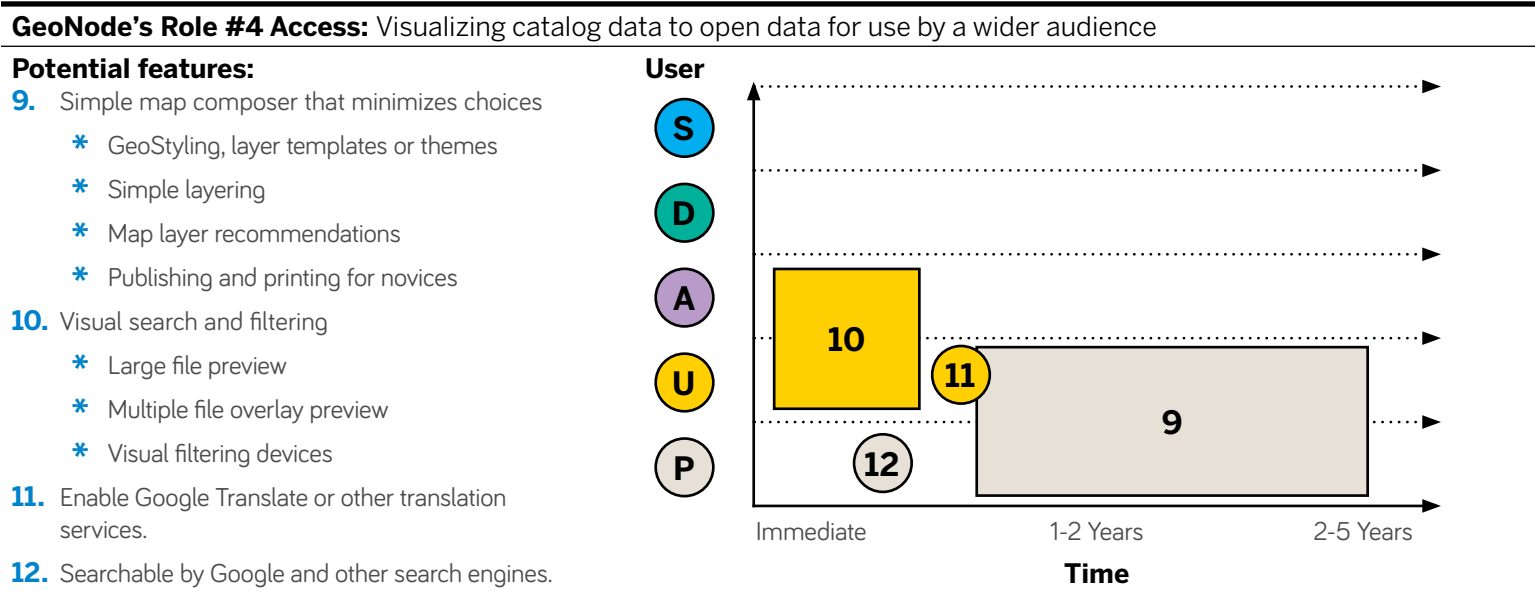 GeoNode's Role #4 Access: Visualizing catalog data to open data for use by a wider audience
Potential features:
9. Simple map composer that minimizes choices
* GeoStyling, layer templates or themes
* Simple layering
* Map layer recommendations
* Publishing and printing for novices
10. Visual search and filtering
* Large file preview
* Multiple file overlay preview
* Visual filtering devices
11. Enable Google Translate or other translation
services.
12. Searchable by Google and other search engines.
User
S
D
A
U
P
10
11
9
12
Immediate
1-2 Years
2-5 Years
Time